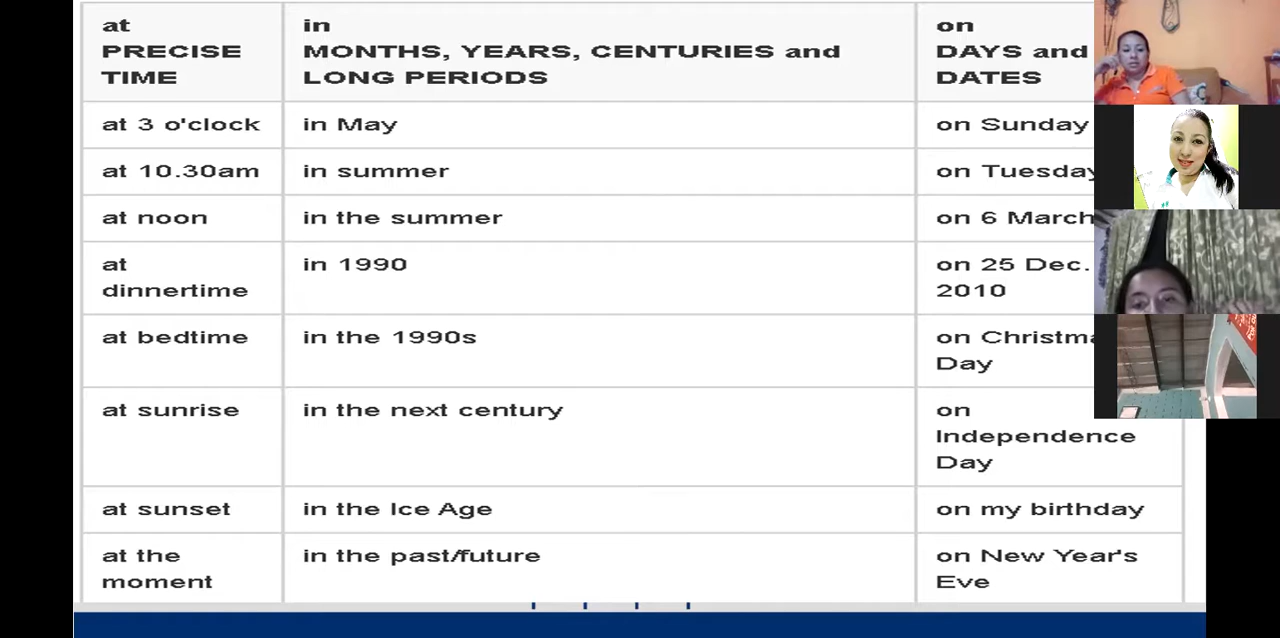 at
PRECISE
TIME
in
MONTHS, YEARS, CENTURIES and
LONG PERIODS
on
DAYS and
DATES
at 3 o'clock
in May
on Sunday
at 10.30am
in summer
on Tuesday
at noon
in the summer
on 6 March
at
dinnertime
in 1990
on 25 Dec.
2010
at bedtime
in the 1990s
on
Day
at sunrise
in the next century
on
Independence
Day
at sunset
in the Ice Age
on my birthday
at the
moment
in the past/future
on New Year's
Eve